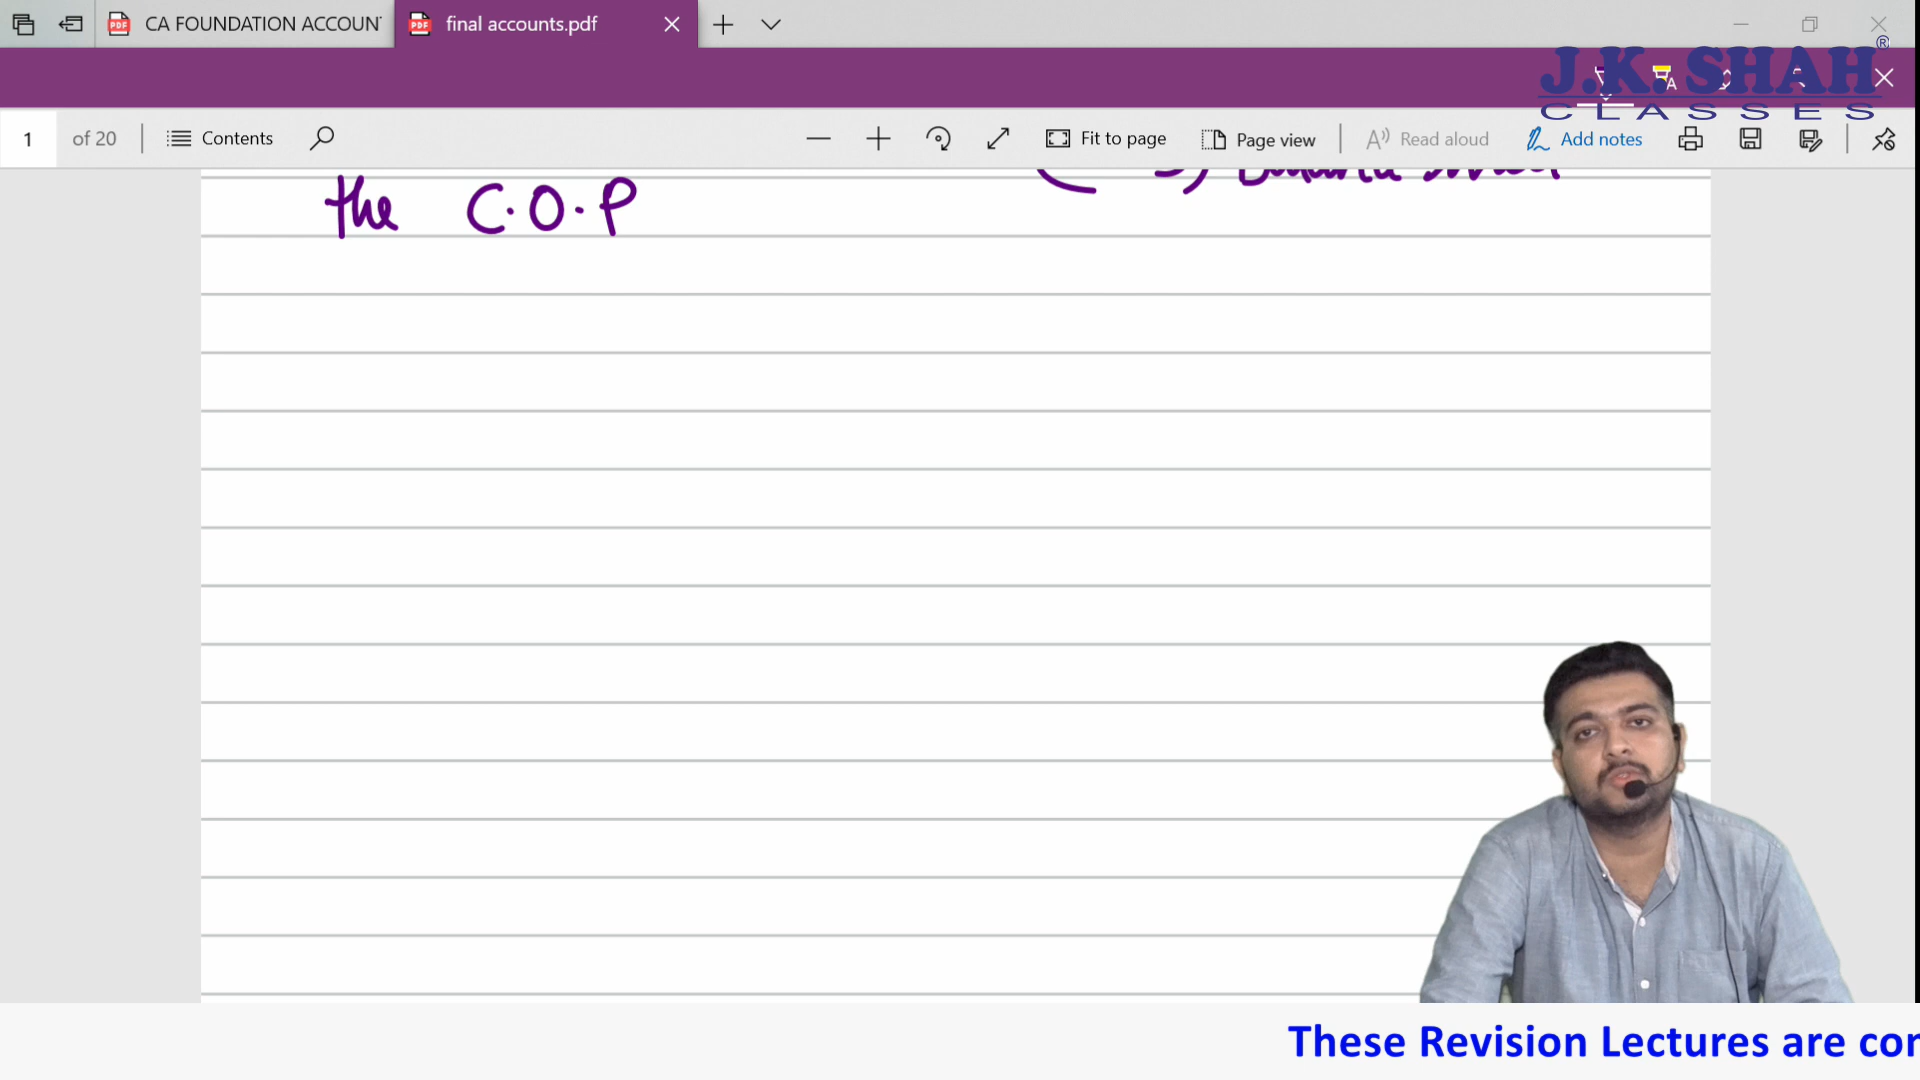 CA FOUNDATION ACCOUN
final accounts.pdf
J.K. SHAH®
CLASSES
1 of 20
Contents
Fit to page
Page view
Read aloud
Add notes
the C.O.P
These Revision Lectures are cor